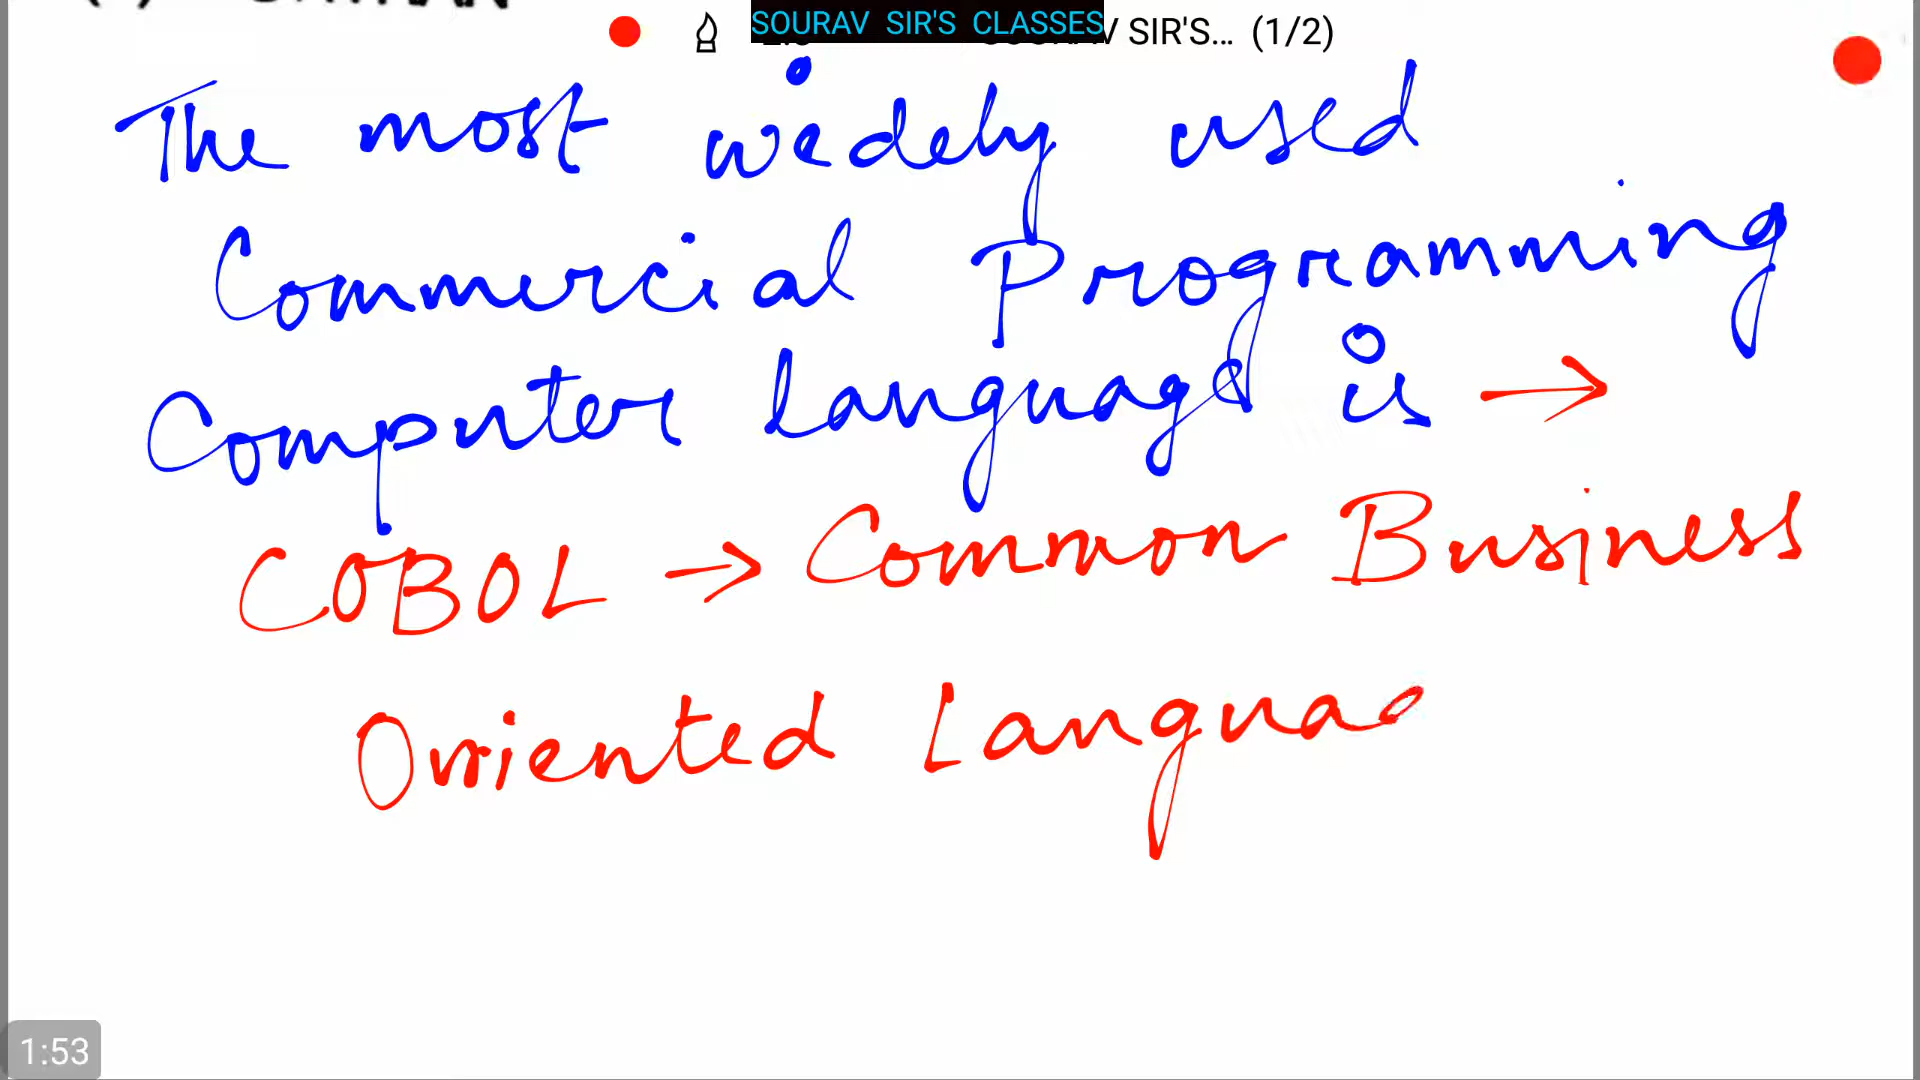 SOURAV SIR'S CLASSES
V SIR'S... (1/2)
The most widely used
Commercial Programming
Computer language is →
COBOL → Common Business
Oriented Langua
1:53